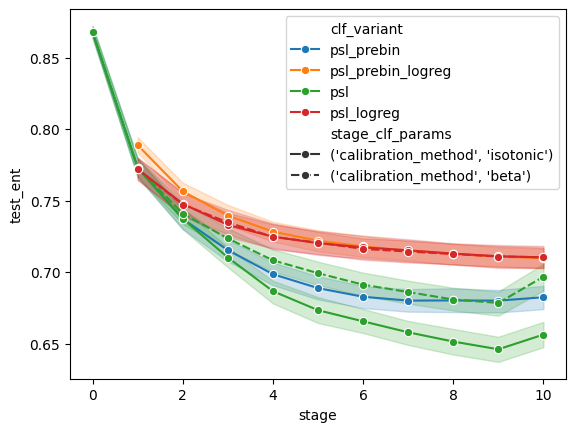 clf_variant
psl_prebin
psl_prebin_logreg
psl
psl_logreg
stage_clf_params
('calibration_method', 'isotonic')
('calibration_method', 'beta')
test_ent
0.85
0.80
0.75
0.70
0.65
0 2 4 6 8 10
stage